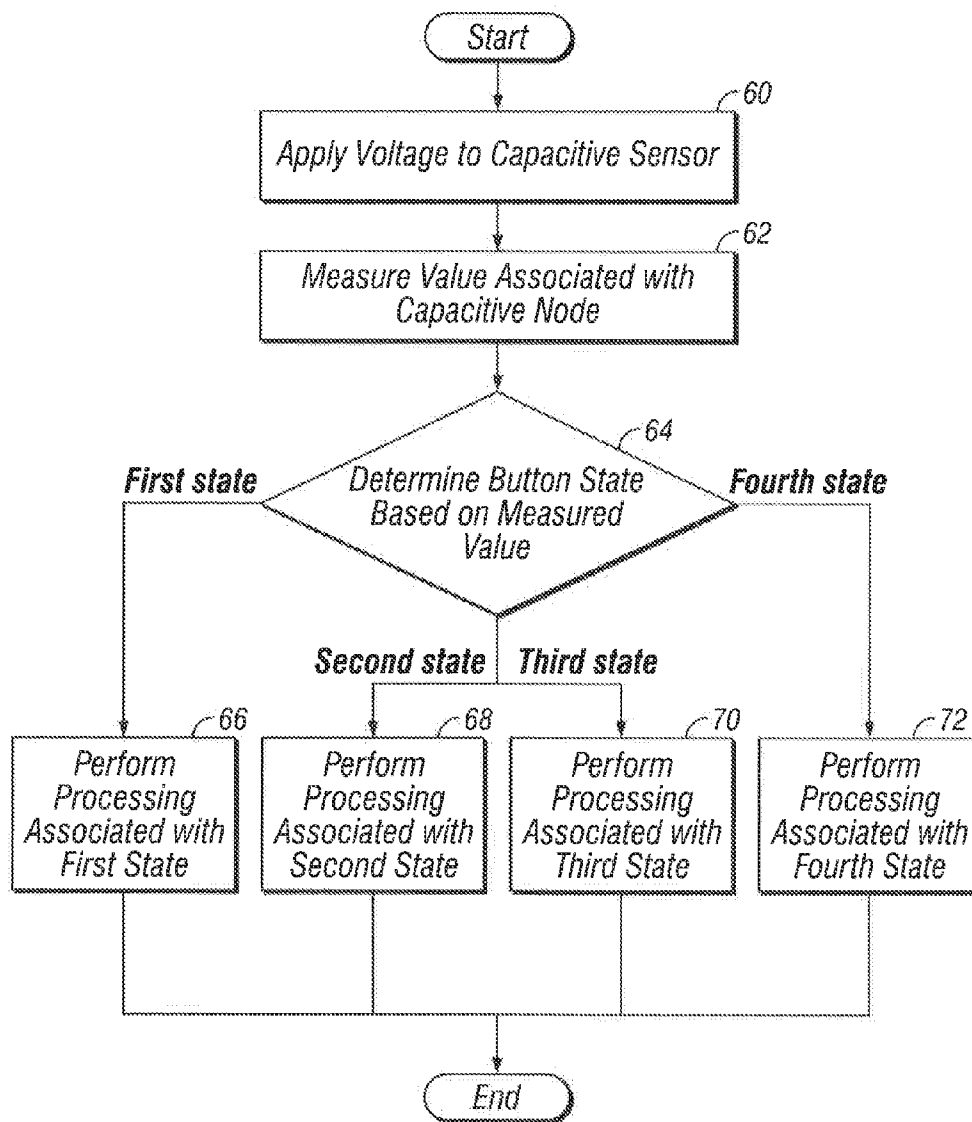 Start
60
Apply Voltage to Capacitive Sensor
62
Measure Value Associated with
Capacitive Node
64
First state
Determine Button State
Based on Measured
Value
Fourth state
Second state
Third state
66
Perform
Processing
Associated with
First State
68
Perform
Processing
Associated with
Second State
70
Perform
Processing
Associated with
Third State
72
Perform
Processing
Associated with
Fourth State
End